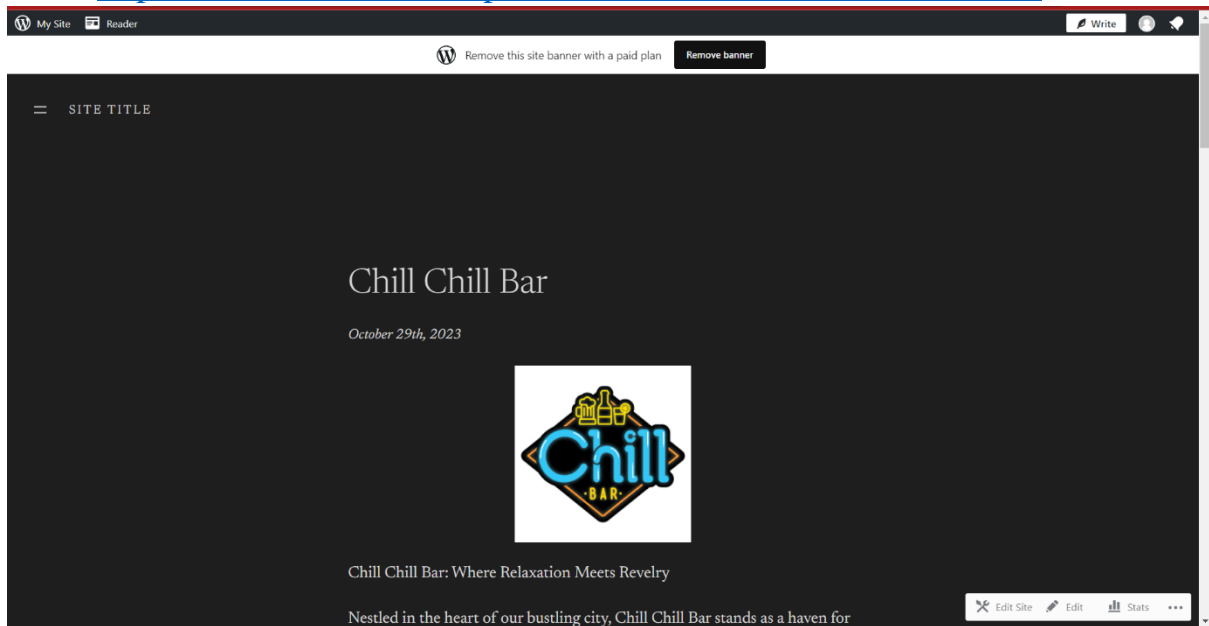 My Site Reader Write
Remove this site banner with a paid plan Remove banner
SITE TITLE
Chill Chill Bar
October 29th, 2023
Chill
·BAR·
Chill Chill Bar: Where Relaxation Meets Revelry
Nestled in the heart of our bustling city, Chill Chill Bar stands as a haven for
Edit Site Edit Stats